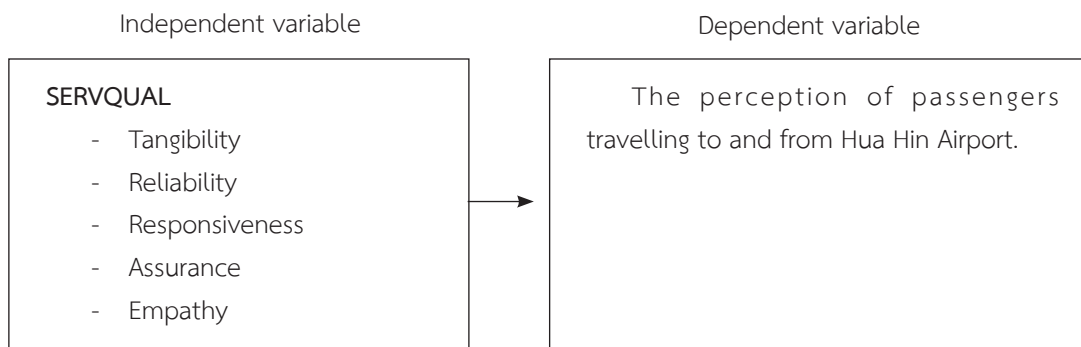 Independent variable
Dependent variable
SERVQUAL
- Tangibility
- Reliability
- Responsiveness
- Assurance
- Empathy
The perception of passengers
travelling to and from Hua Hin Airport.